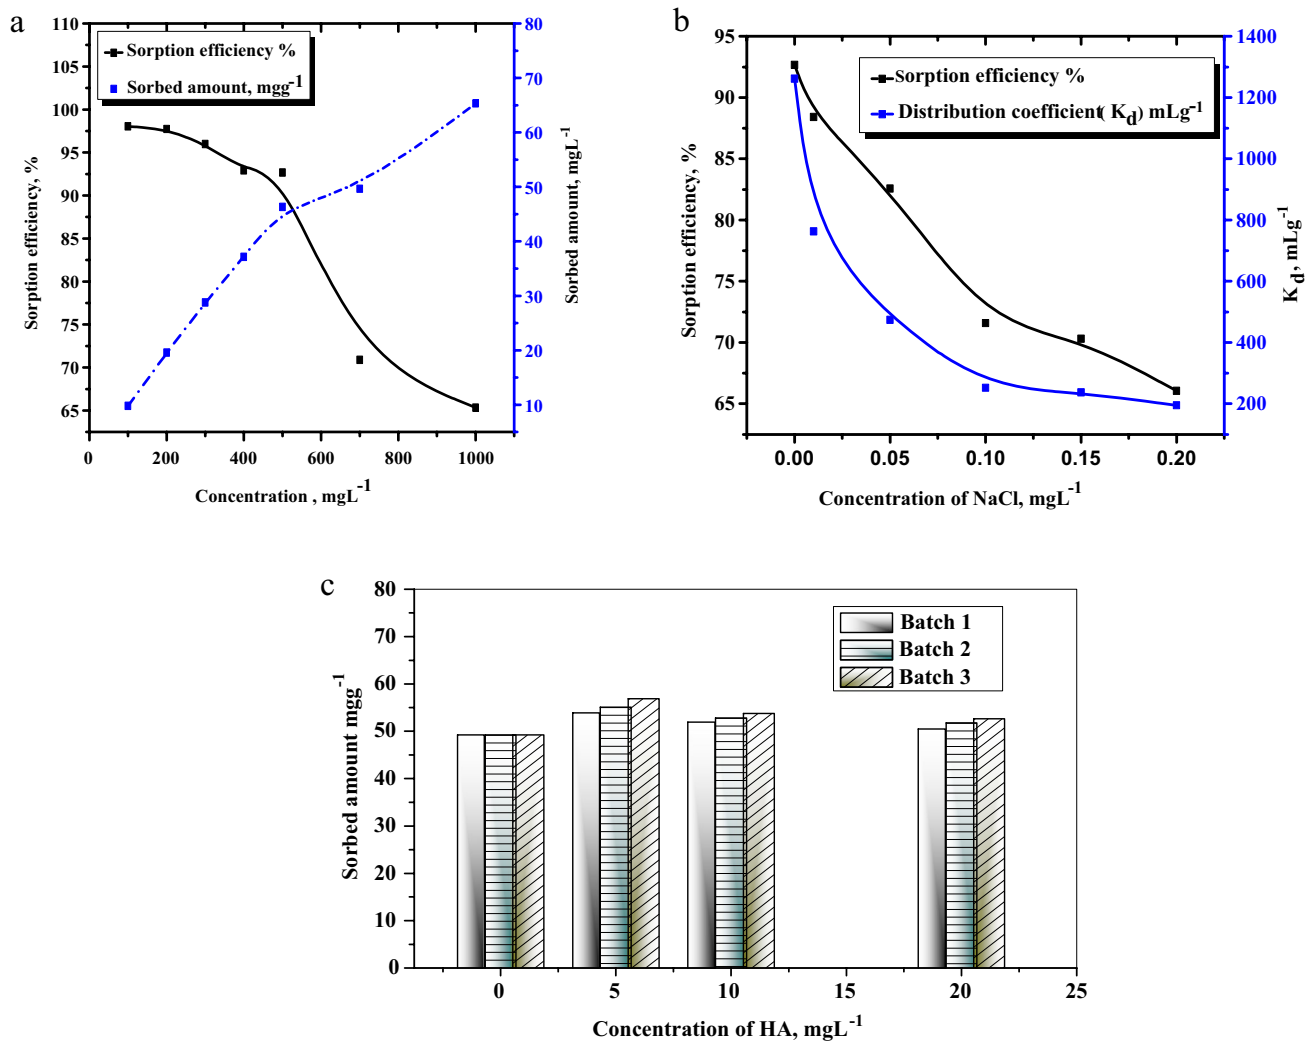 a
110
105
100
95
90
85
80
75
70
65
Sorption efficiency, %
Sorption efficiency %
Sorbed amount, mgg-1
80
70
60
50
40
30
20
10
Sorbed amount, mgL-1
0 200 400 600 800 1000
Concentration , mgL-1
b
95
90
85
80
75
70
65
Sorption efficiency, %
Sorption efficiency %
Distribution coefficient( Kd) mLg-1
1400
1200
1000
800
600
400
200
Kd, mLg-1
0.00 0.05 0.10 0.15 0.20
Concentration of NaCl, mgL-1
c
80
70
60
50
40
30
20
10
0
Sorbed amount mgg-1
Batch 1
Batch 2
Batch 3
0 5 10 15 20 25
Concentration of HA, mgL-1